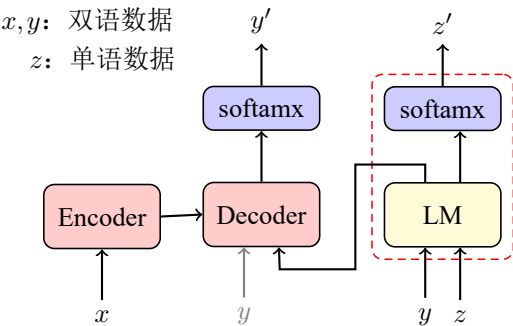 x, y: 双语数据
z: 单语数据
y′
z′
softamx
softamx
Encoder
Decoder
LM
x
y
y
z